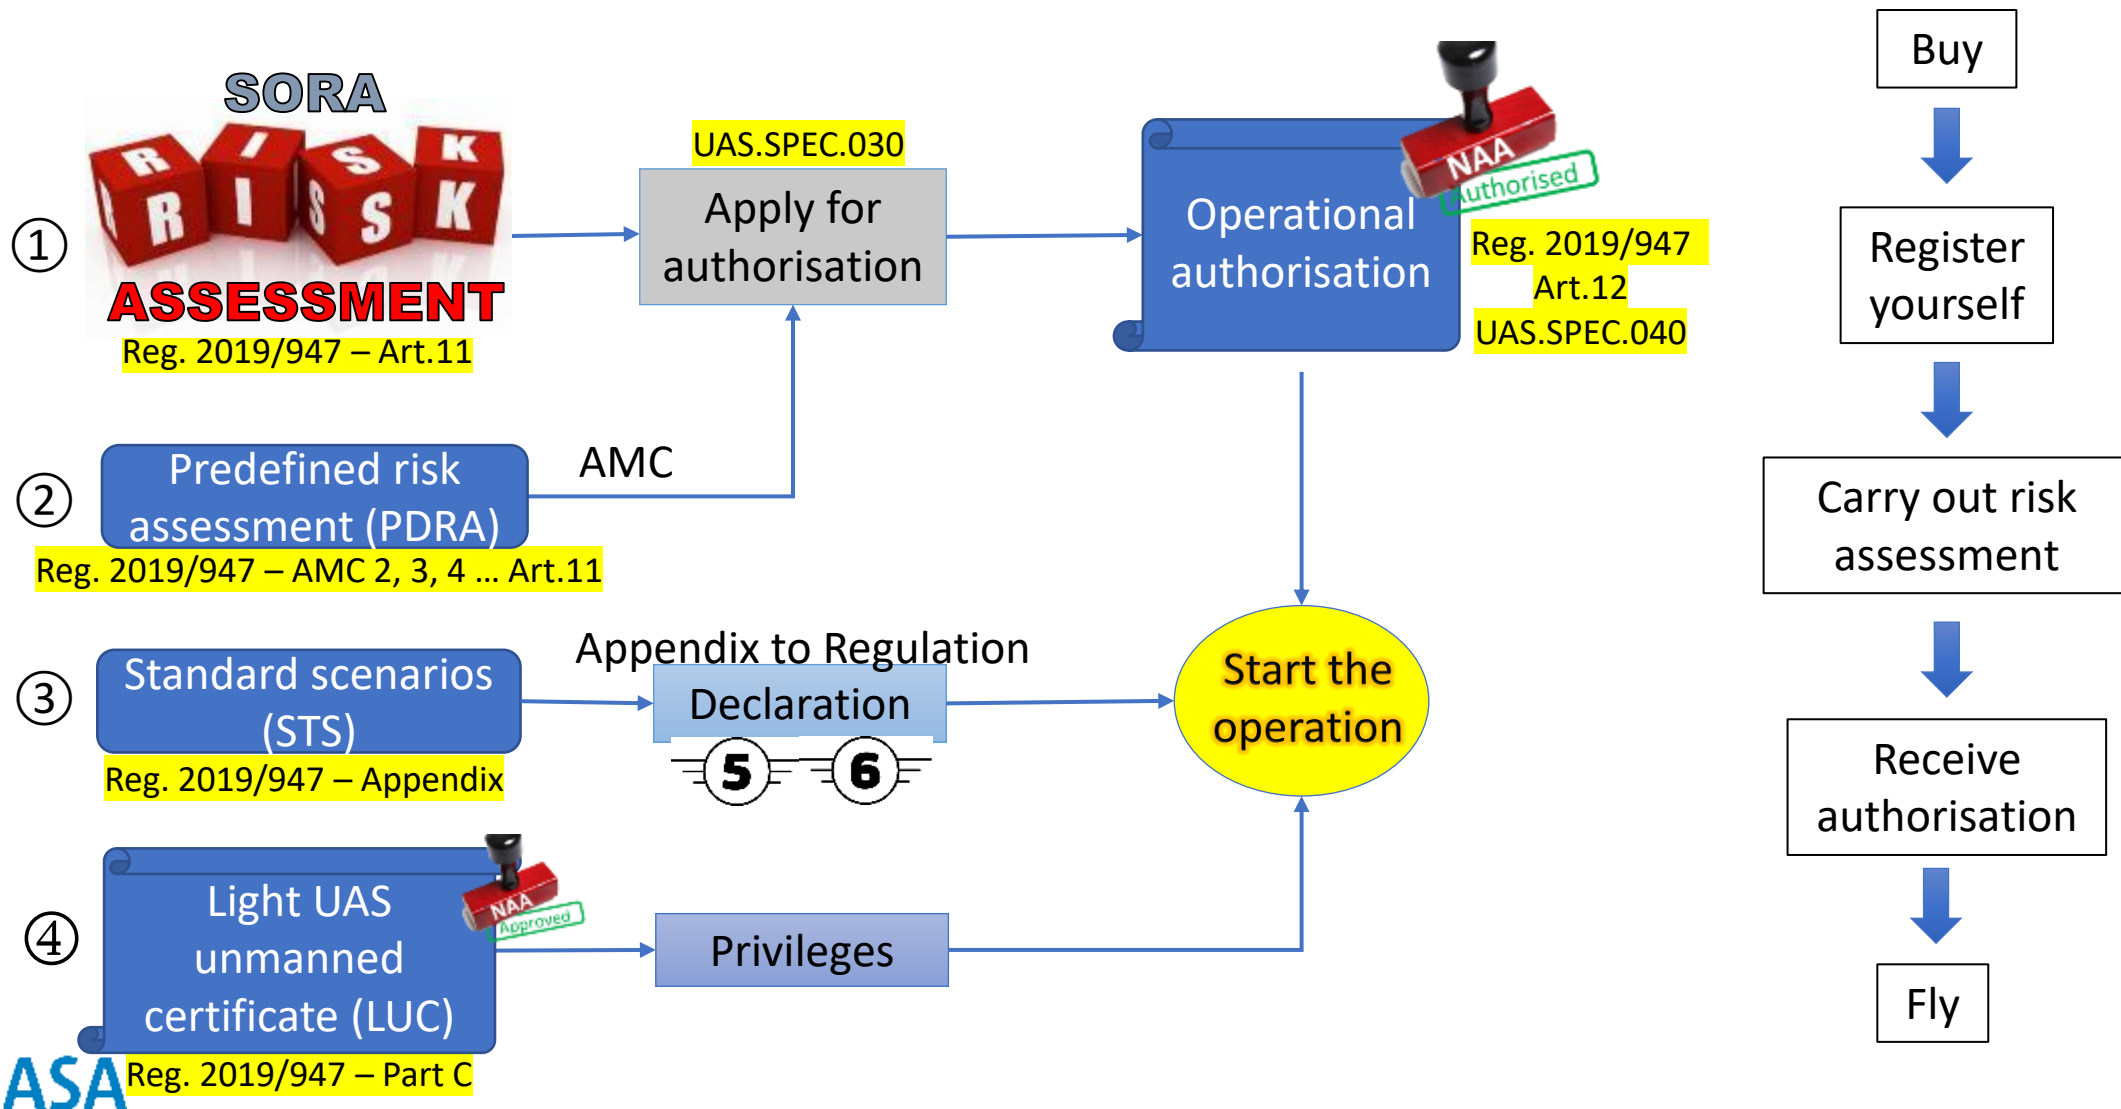 ①
SORA
R I S K
R R I S S K
ASSESSMENT
Reg. 2019/947 – Art.11
UAS.SPEC.030
Apply for
authorisation
Operational
authorisation
NAA
Authorised
Reg. 2019/947
Art.12
UAS.SPEC.040
②
Predefined risk
assessment (PDRA)
Reg. 2019/947 – AMC 2, 3, 4 ... Art.11
AMC
③
Standard scenarios
(STS)
Reg. 2019/947 – Appendix
Appendix to Regulation
Declaration
5 6
Start the
operation
④
Light UAS
unmanned
certificate (LUC)
NAA
Approved
Reg. 2019/947 – Part C
Privileges
ASA
Buy
Register
yourself
Carry out risk
assessment
Receive
authorisation
Fly